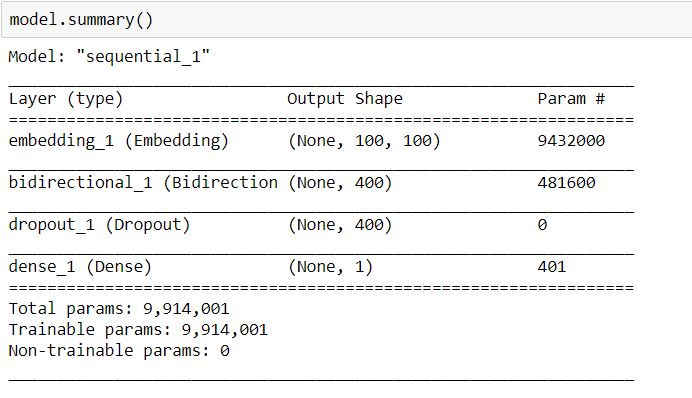 model.summary()
Model: "sequential_1"
_________________________________________________________________
Layer (type)                 Output Shape              Param #
=================================================================
embedding_1 (Embedding)      (None, 100, 100)          9432000
_________________________________________________________________
bidirectional_1 (Bidirection (None, 400)               481600
_________________________________________________________________
dropout_1 (Dropout)          (None, 400)               0
_________________________________________________________________
dense_1 (Dense)              (None, 1)                 401
=================================================================
Total params: 9,914,001
Trainable params: 9,914,001
Non-trainable params: 0
_________________________________________________________________